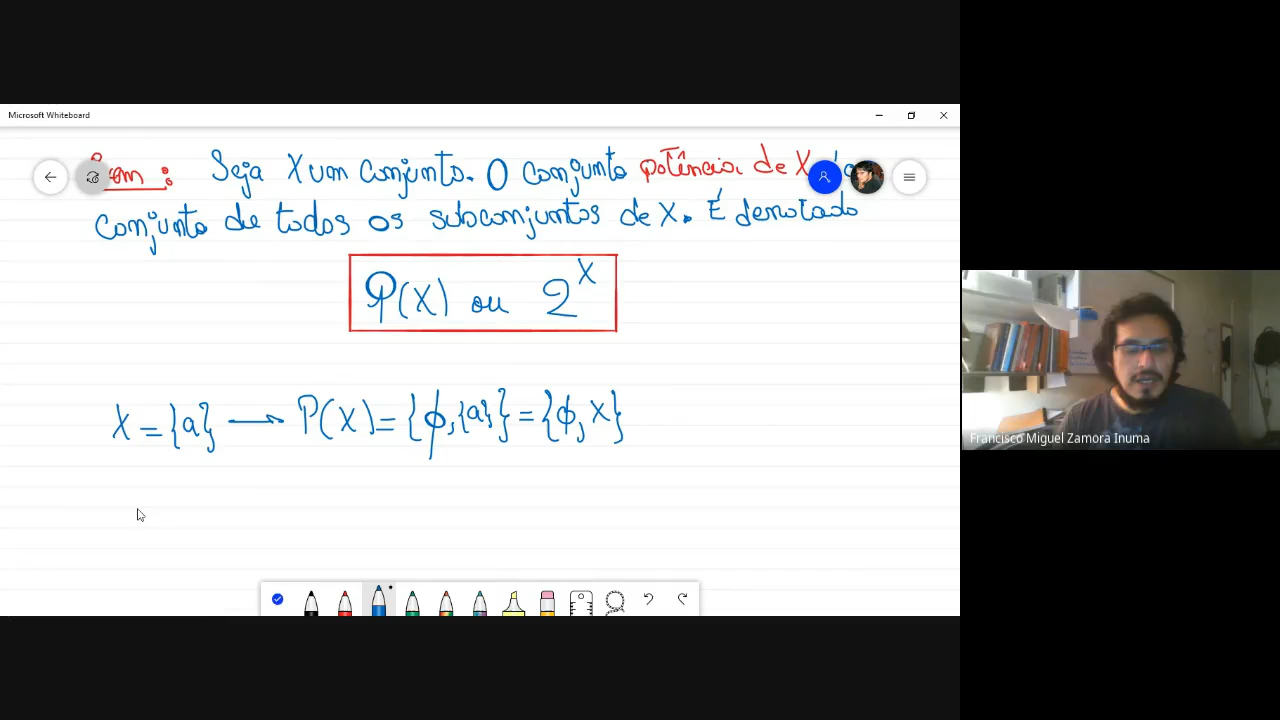 Microsoft Whiteboard
Seja X um conjunto. O conjunto potência de X
conjunto de todos os subconjuntos de X. É denotado
P(X) ou 2^X
X = {a} → P(X) = {ϕ, {a}} = {ϕ, X}
Francisco Miguel Zamora Inuma